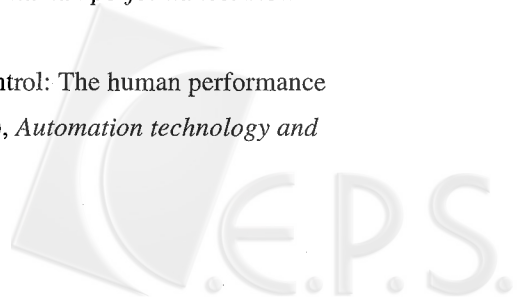 ntrol: The human performance
, Automation technology and
C.E.P.S.